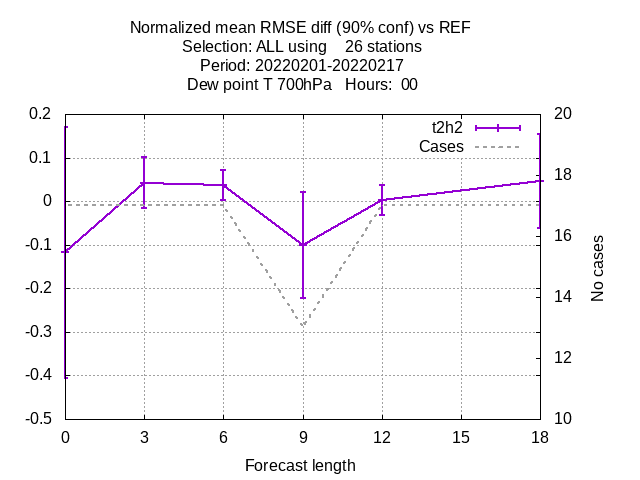 Normalized mean RMSE diff (90% conf) vs REF
Selection: ALL using    26 stations
Period: 20220201-20220217
Dew point T 700hPa   Hours:  00
t2h2
Cases
0.2
0.1
0
-0.1
-0.2
-0.3
-0.4
-0.5
20
18
16
14
12
10
No cases
0 3 6 9 12 15 18
Forecast length